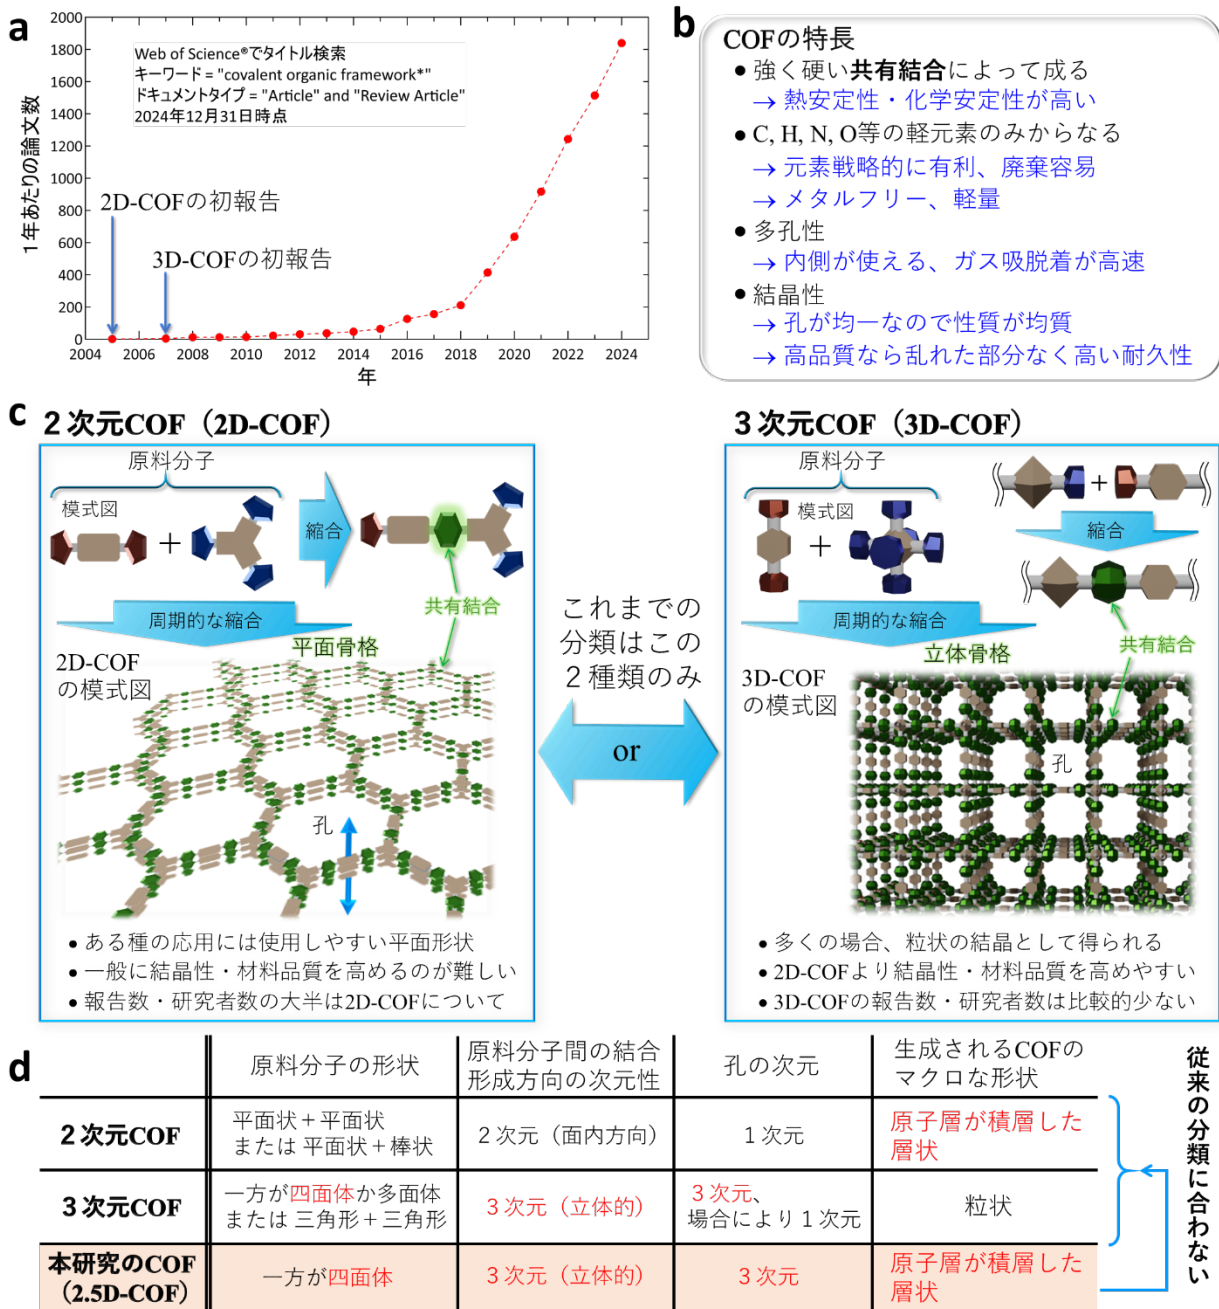 a
2000
1800
1600
1400
1200
1000
800
600
400
200
0
1年あたりの論文数
Web of Science®でタイトル検索
キーワード = "covalent organic framework*"
ドキュメントタイプ = "Article" and "Review Article"
2024年12月31日時点
2D-COFの初報告
3D-COFの初報告
2004 2006 2008 2010 2012 2014 2016 2018 2020 2022 2024
年
b
COFの特長
● 強く硬い共有結合によって成る
→ 熱安定性・化学安定性が高い
● C, H, N, O等の軽元素のみからなる
→ 元素戦略的に有利、廃棄容易
→ メタルフリー、軽量
● 多孔性
→ 内側が使える、ガス吸脱着が高速
● 結晶性
→ 孔が均一なので性質が均質
→ 高品質なら乱れた部分なく高い耐久性
c
2次元COF（2D-COF）
原料分子
模式図
+
縮合
周期的な縮合
共有結合
平面骨格
2D-COF
の模式図
孔
● ある種の応用には使用しやすい平面形状
● 一般に結晶性・材料品質を高めるのが難しい
● 報告数・研究者数の大半は2D-COFについて
これまでの
分類はこの
２種類のみ
or
3次元COF（3D-COF）
原料分子
模式図
+
+
縮合
周期的な縮合
共有結合
立体骨格
3D-COF
の模式図
孔
● 多くの場合、粒状の結晶として得られる
● 2D-COFより結晶性・材料品質を高めやすい
● 3D-COFの報告数・研究者数は比較的少ない
d
原料分子の形状
原料分子間の結合
形成方向の次元性
孔の次元
生成されるCOFの
マクロな形状
２次元COF
平面状＋平面状
または 平面状＋棒状
２次元（面内方向）
１次元
原子層が積層した
層状
３次元COF
一方が四面体か多面体
または 三角形＋三角形
３次元（立体的）
３次元、
場合により１次元
粒状
本研究のCOF
（2.5D-COF）
一方が四面体
３次元（立体的）
３次元
原子層が積層した
層状
従来の分類に合わない